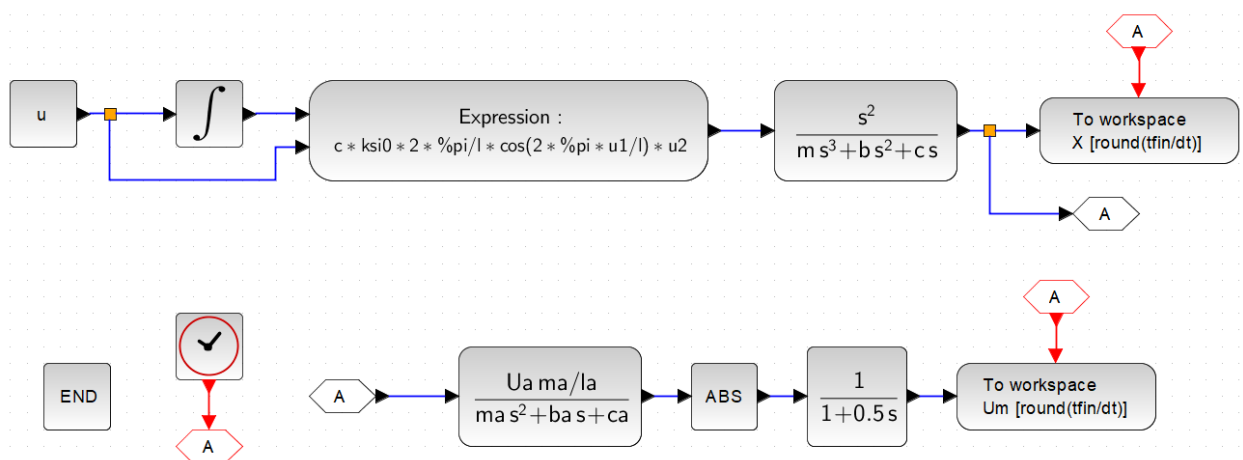 A
u
∫
Expression :
c * ksi0 * 2 * %pi/l * cos(2 * %pi * u1/l) * u2
s²
m s³+b s²+c s
To workspace
X [round(tfin/dt)]
A
A
END
A
A
Ua ma/la
ma s²+ba s+ca
ABS
1
1+0.5 s
To workspace
Um [round(tfin/dt)]